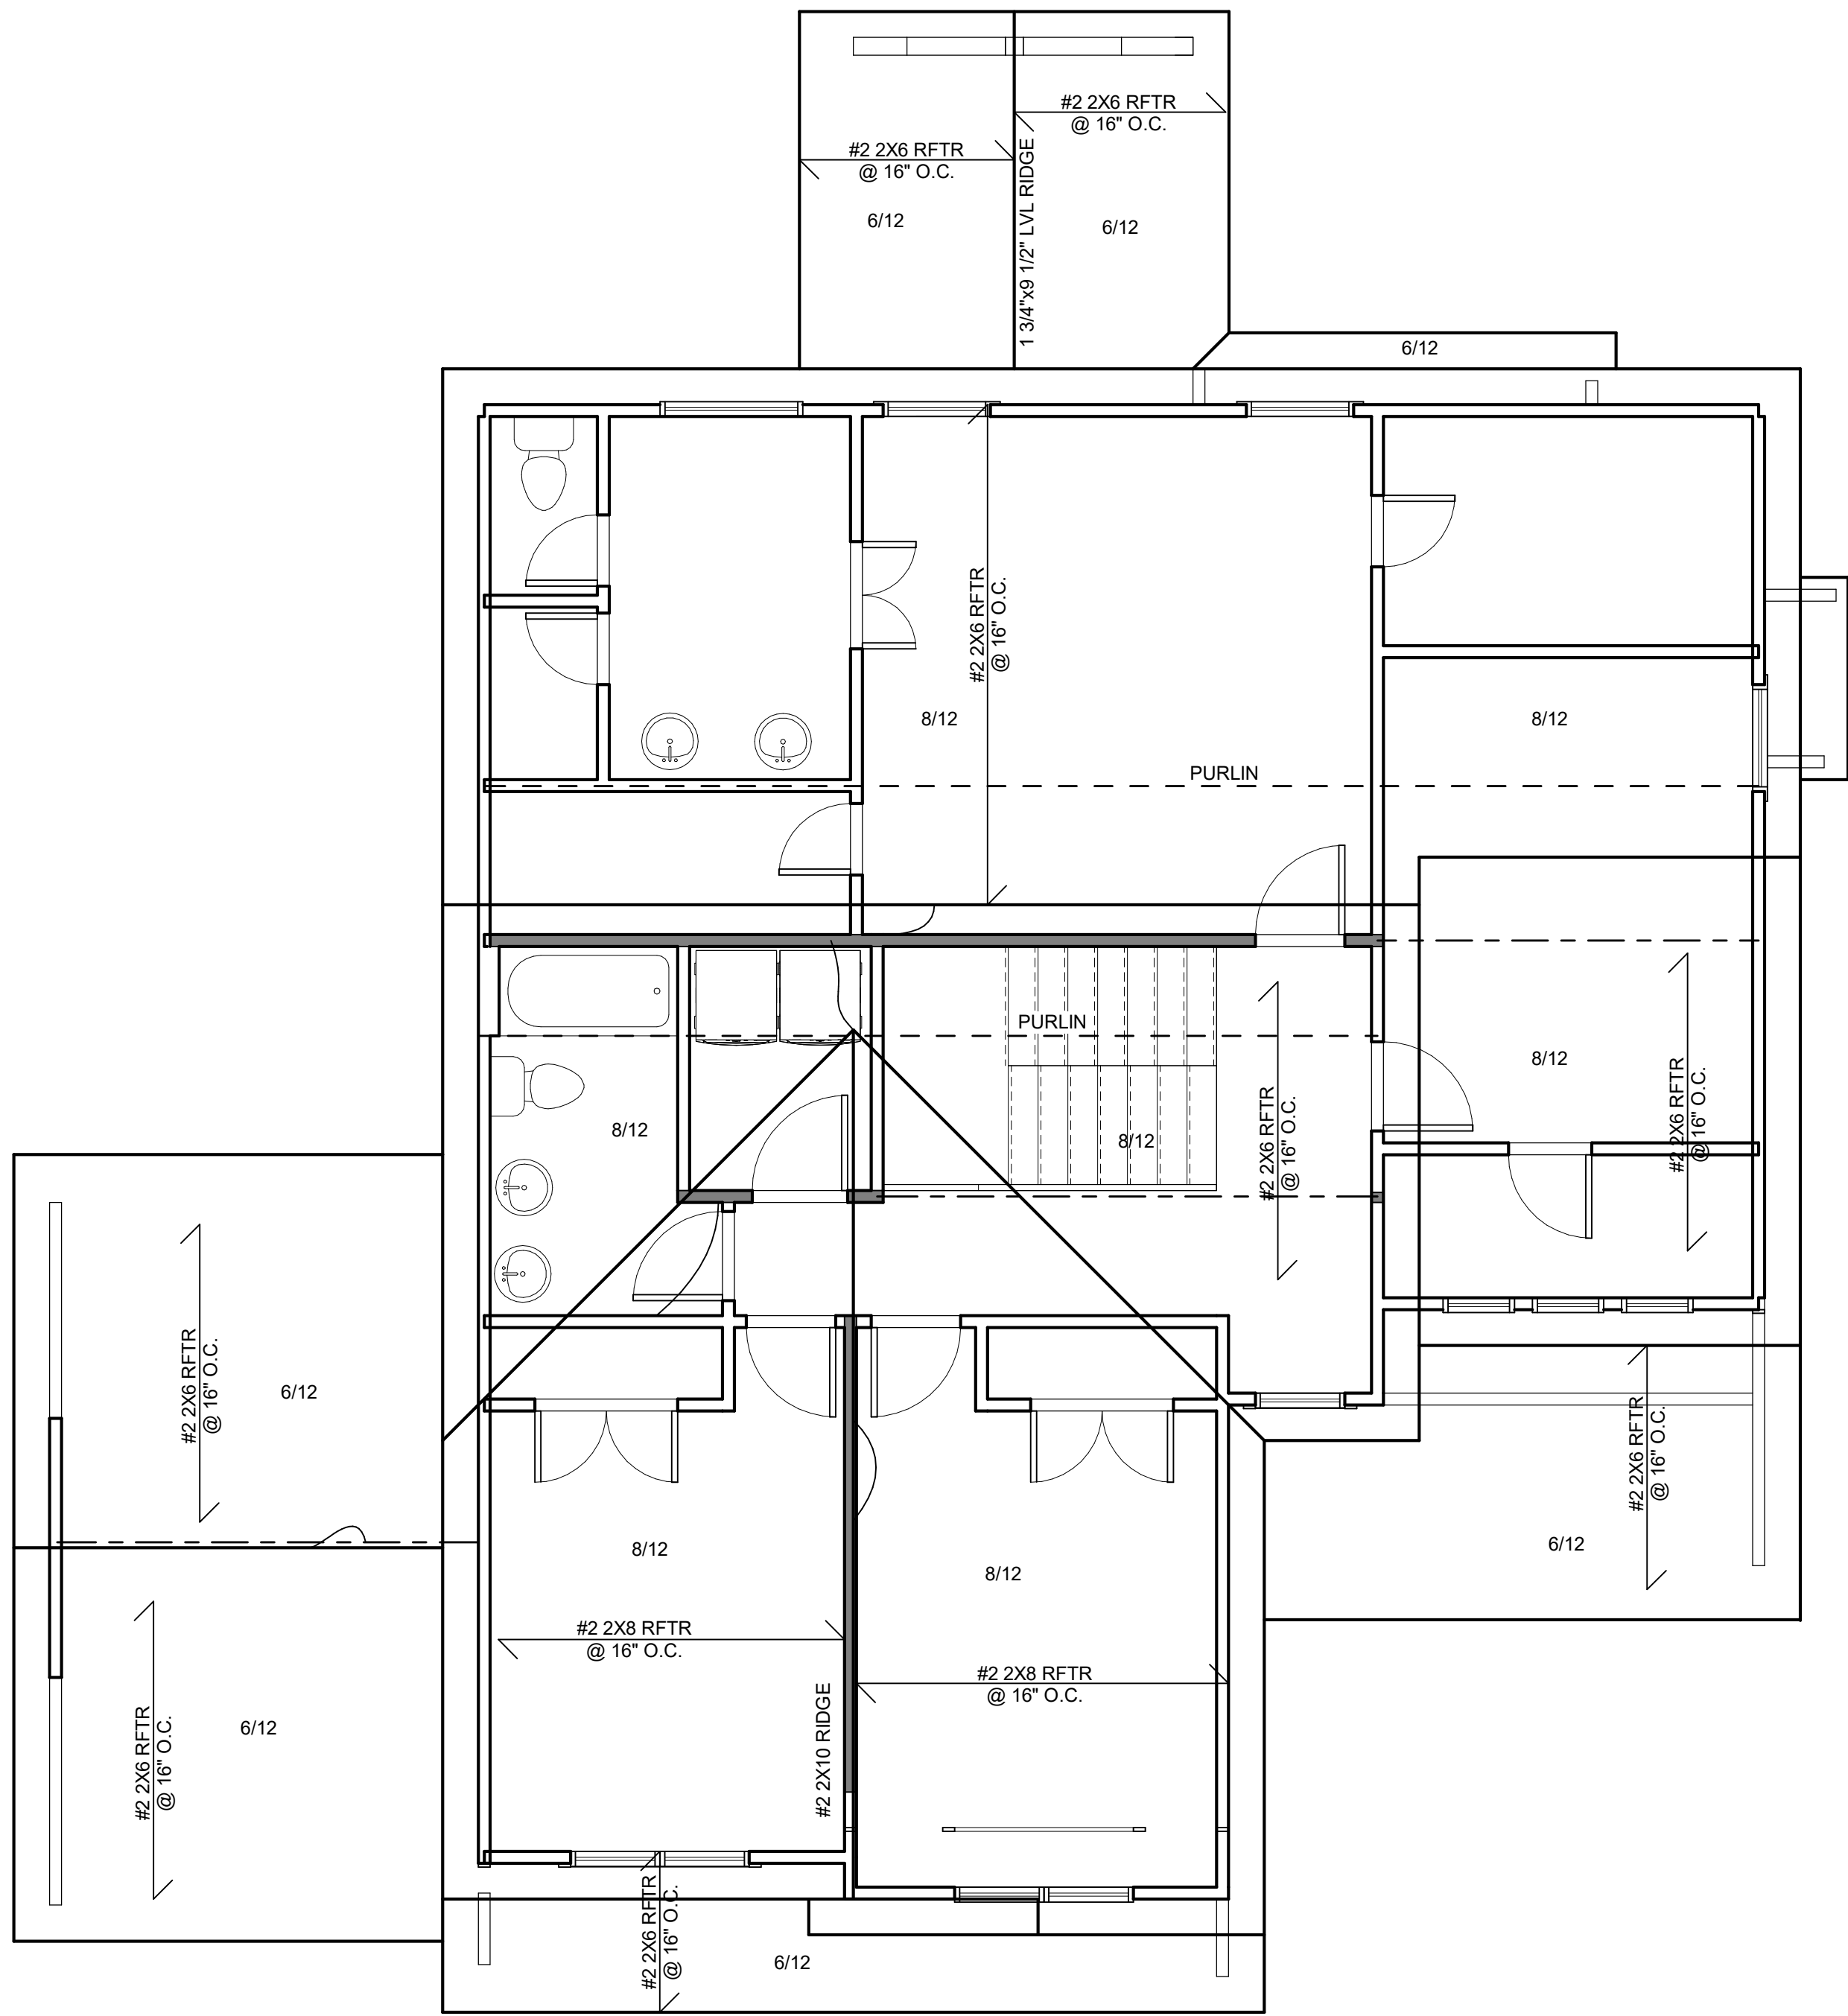 #2 2X6 RFTR
@ 16" O.C.
#2 2X6 RFTR
@ 16" O.C.
1 3/4"x9 1/2" LVL RIDGE
6/12
6/12
6/12
#2 2X6 RFTR
@ 16" O.C.
8/12
8/12
PURLIN
PURLIN
8/12
8/12
#2 2X6 RFTR
@ 16" O.C.
8/12
#2 2X6 RFTR
@ 16" O.C.
#2 2X6 RFTR
@ 16" O.C.
6/12
#2 2X6 RFTR
@ 16" O.C.
6/12
8/12
8/12
#2 2X8 RFTR
@ 16" O.C.
#2 2X8 RFTR
@ 16" O.C.
#2 2X10 RIDGE
#2 2X6 RFTR
@ 16" O.C.
6/12
#2 2X6 RFTR
@ 16" O.C.
6/12